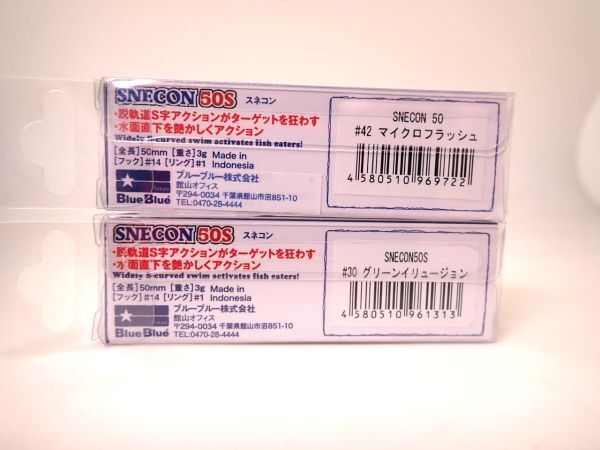 SNECON 50S スネコン
・脱軌道S字アクションがターゲットを狂わす
・水面直下を艶かしくアクション
Widely S-curved swim activates fish eaters!
[全長]50mm [重さ]3g Made in
[フック]#14 [リング]#1 Indonesia
ブルーブルー株式会社
館山オフィス
〒294-0034 千葉県館山市沼851-10
TEL:0470-28-4444
BlueBlue
SNECON 50
#42 マイクロフラッシュ
4 580510 969722
SNECON 50S スネコン
・脱軌道S字アクションがターゲットを狂わす
・水面直下を艶かしくアクション
Widely S-curved swim activates fish eaters!
[全長]50mm [重さ]3g Made in
[フック]#14 [リング]#1 Indonesia
ブルーブルー株式会社
館山オフィス
〒294-0034 千葉県館山市沼851-10
TEL:0470-28-4444
BlueBlue
SNECON50S
#30 グリーンイリュージョン
4 580510 961313